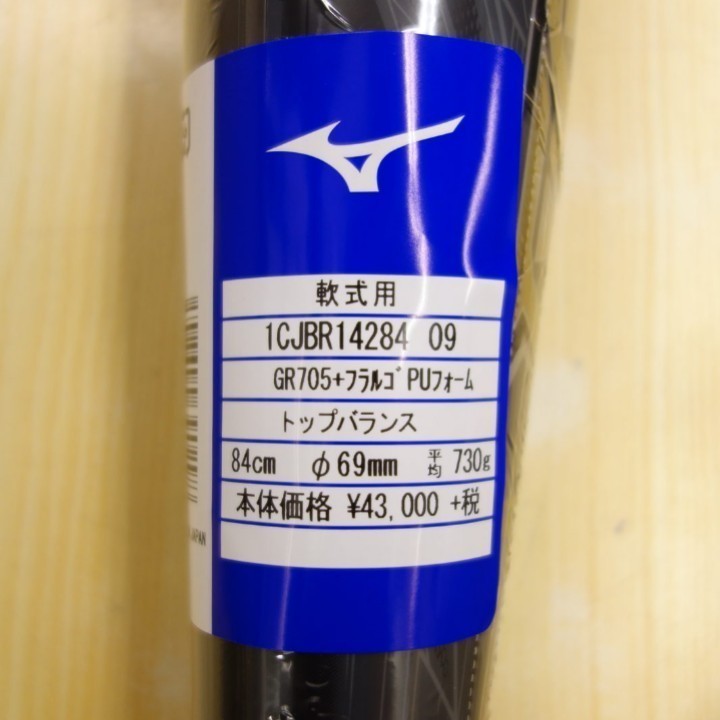 軟式用
1CJBR14284 09
GR705+フラルゴPUフォーム
トップバランス
84cm φ69mm 平均 730g
本体価格 ¥43,000 +税
JAPAN